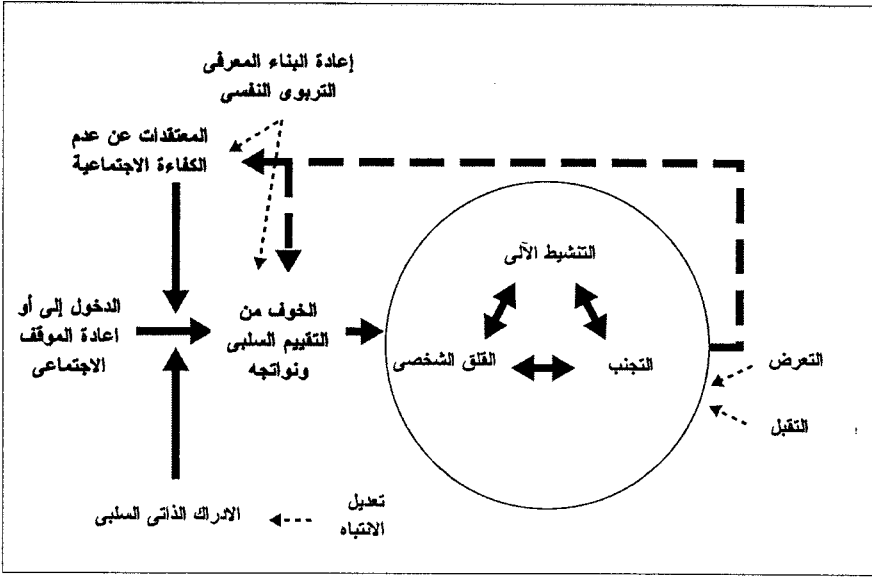 إعادة البناء المعرفى
التربوى النفسى
المعتقدات عن عدم
الكفاءة الاجتماعية
التنشيط الآلى
الدخول إلى أو
اعادة الموقف
الاجتماعى
الخوف من
التقييم السلبى
ونواتجه
القلق الشخصى
التجنب
التعرض
التقبل
تعديل
الانتباه
الادراك الذاتى السلبى